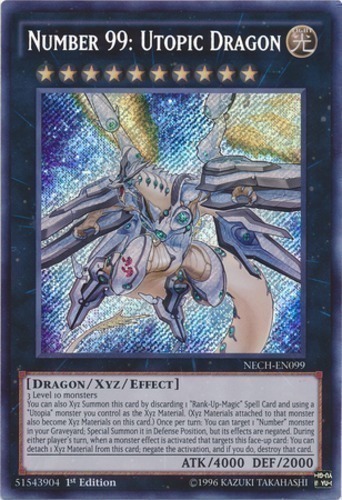 NUMBER 99: UTOPIC DRAGON
LIGHT
光
NECH-EN099
[DRAGON/XYZ/EFFECT]
3 Level 10 monsters
You can also Xyz Summon this card by discarding 1 "Rank-Up-Magic" Spell Card and using a
"Utopia" monster you control as the Xyz Material. (Xyz Materials attached to that monster
also become Xyz Materials on this card.) Once per turn: You can target 1 "Number" monster
in your Graveyard; Special Summon it in Defense Position, but its effects are negated. During
either player's turn, when a monster effect is activated that targets this face-up card: You can
detach 1 Xyz Material from this card; negate the activation, and if you do, destroy that card.
ATK/4000 DEF/2000
51543904 1st Edition ©1996 KAZUKI TAKAHASHI